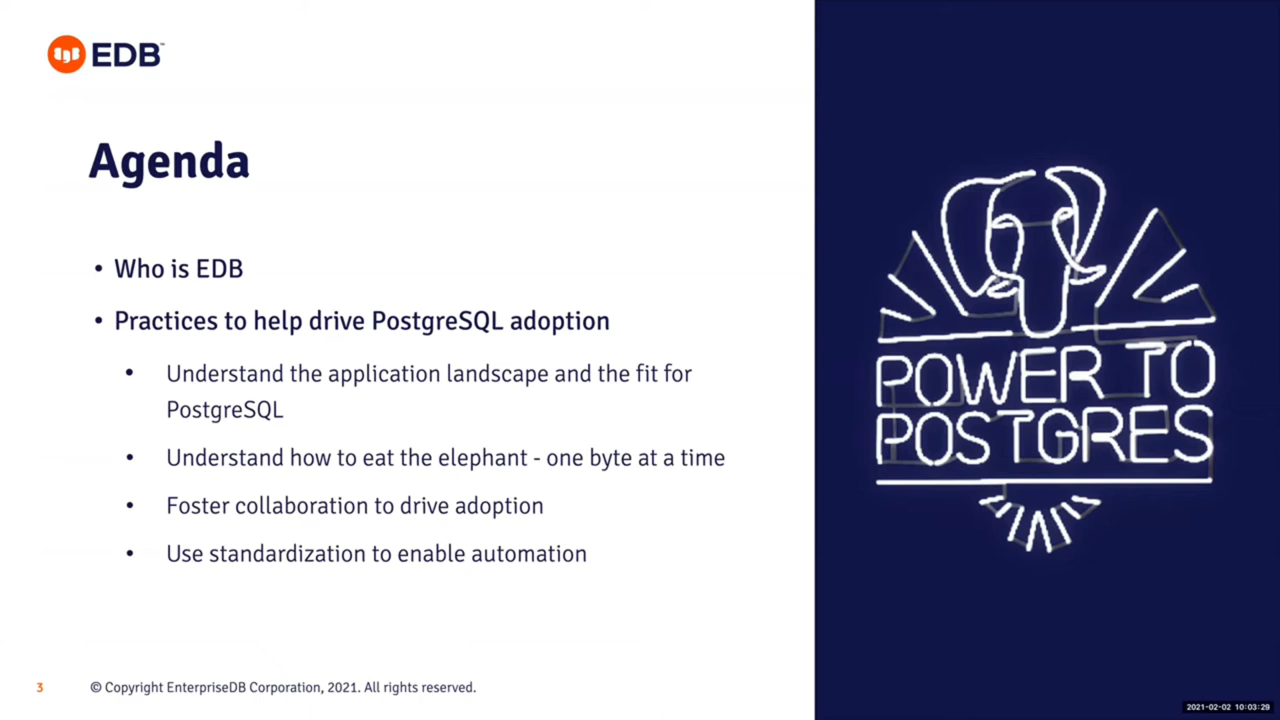 EDB™
Agenda
• Who is EDB
• Practices to help drive PostgreSQL adoption
• Understand the application landscape and the fit for
PostgreSQL
• Understand how to eat the elephant - one byte at a time
• Foster collaboration to drive adoption
• Use standardization to enable automation
POWER TO
POSTGRES
3
© Copyright EnterpriseDB Corporation, 2021. All rights reserved.
2021-02-02 10:03:29